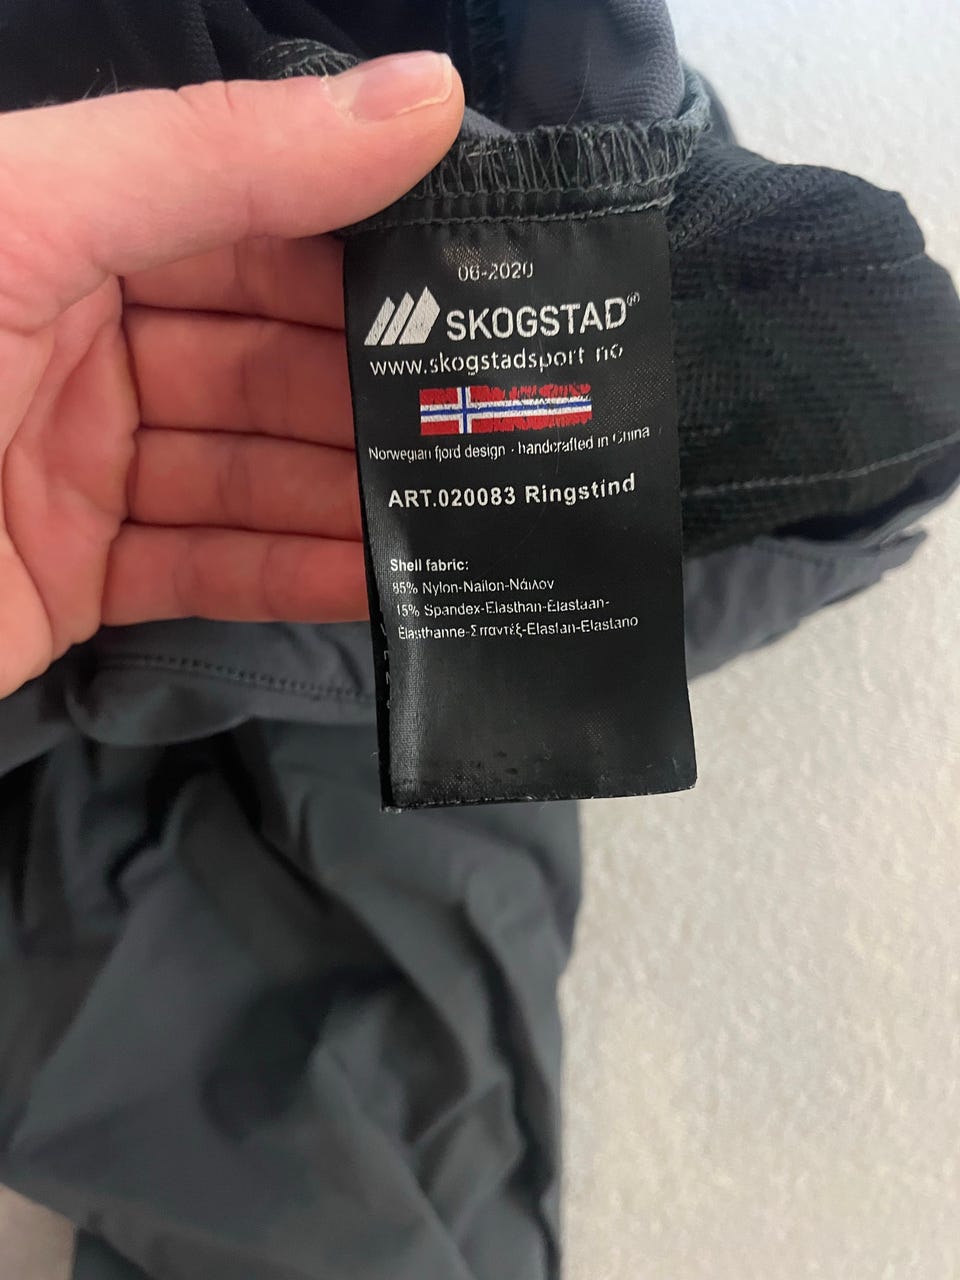 06-2020
SKOGSTAD®
www.skogstadsport no
Norwegian fjord design - handcrafted in China
ART.020083 Ringstind
Shell fabric:
85% Nylon-Nailon-Νάιλον
15% Spandex-Elasthan-Elastaan-
Élasthanne-Σπαντέξ-Elastan-Elastano